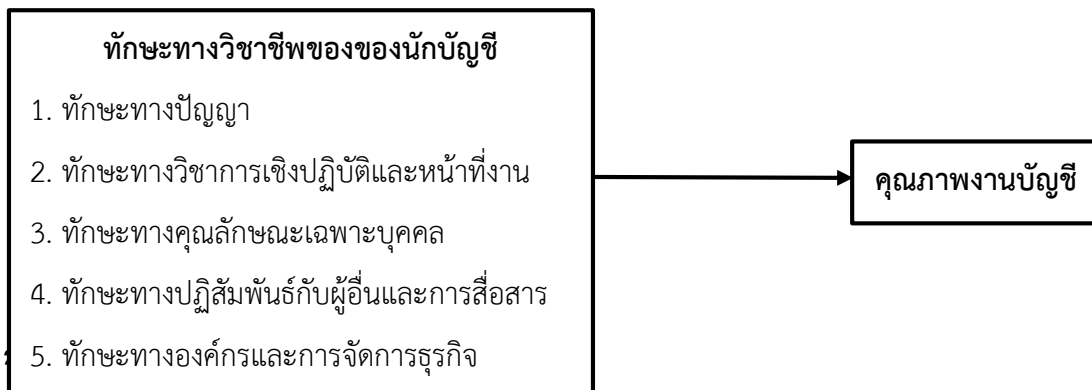 ทักษะทางวิชาชีพของของนักบัญชี
1. ทักษะทางปัญญา
2. ทักษะทางวิชาการเชิงปฏิบัติและหน้าที่งาน
3. ทักษะทางคุณลักษณะเฉพาะบุคคล
4. ทักษะทางปฏิสัมพันธ์กับผู้อื่นและการสื่อสาร
5. ทักษะทางองค์กรและการจัดการธุรกิจ
คุณภาพงานบัญชี